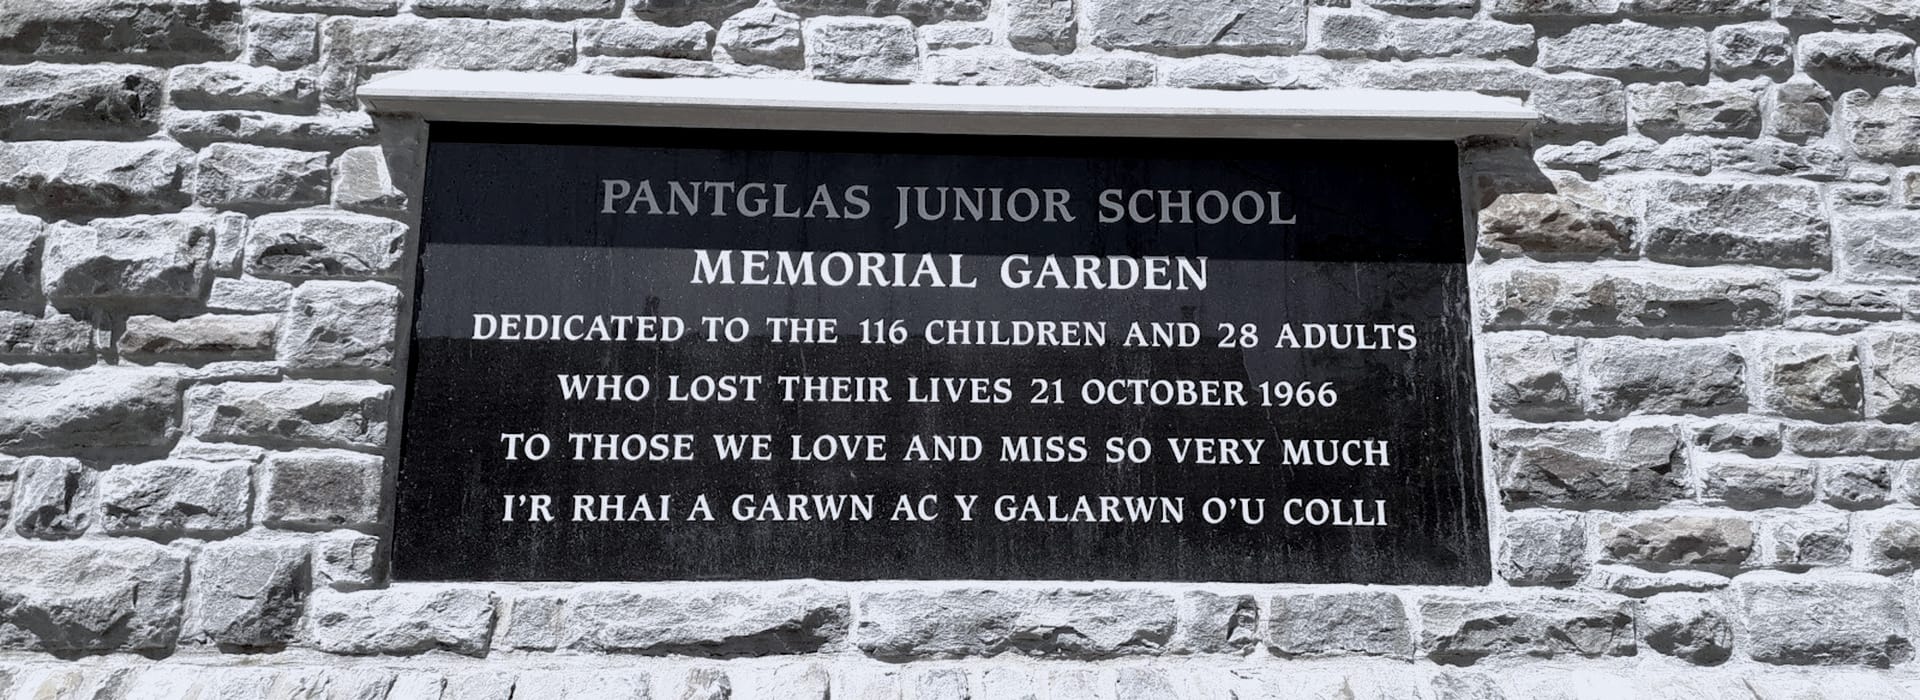 PANTGLAS JUNIOR SCHOOL
MEMORIAL GARDEN
DEDICATED TO THE 116 CHILDREN AND 28 ADULTS
WHO LOST THEIR LIVES 21 OCTOBER 1966
TO THOSE WE LOVE AND MISS SO VERY MUCH
I'R RHAI A GARWN AC Y GALARWN O'U COLLI